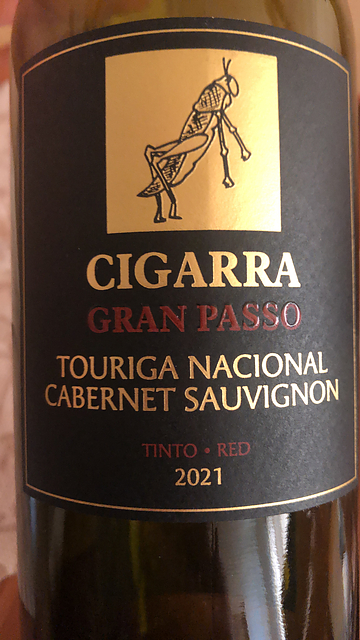 CIGARRA
GRAN PASSO
TOURIGA NACIONAL
CABERNET SAUVIGNON
TINTO • RED
2021